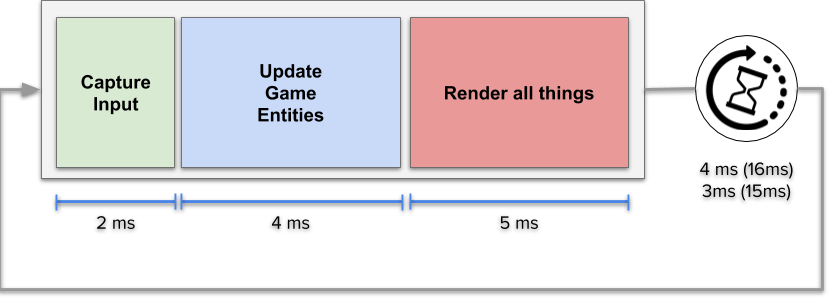 Capture
Input
Update
Game
Entities
Render all things
2 ms
4 ms
5 ms
4 ms (16ms)
3ms (15ms)